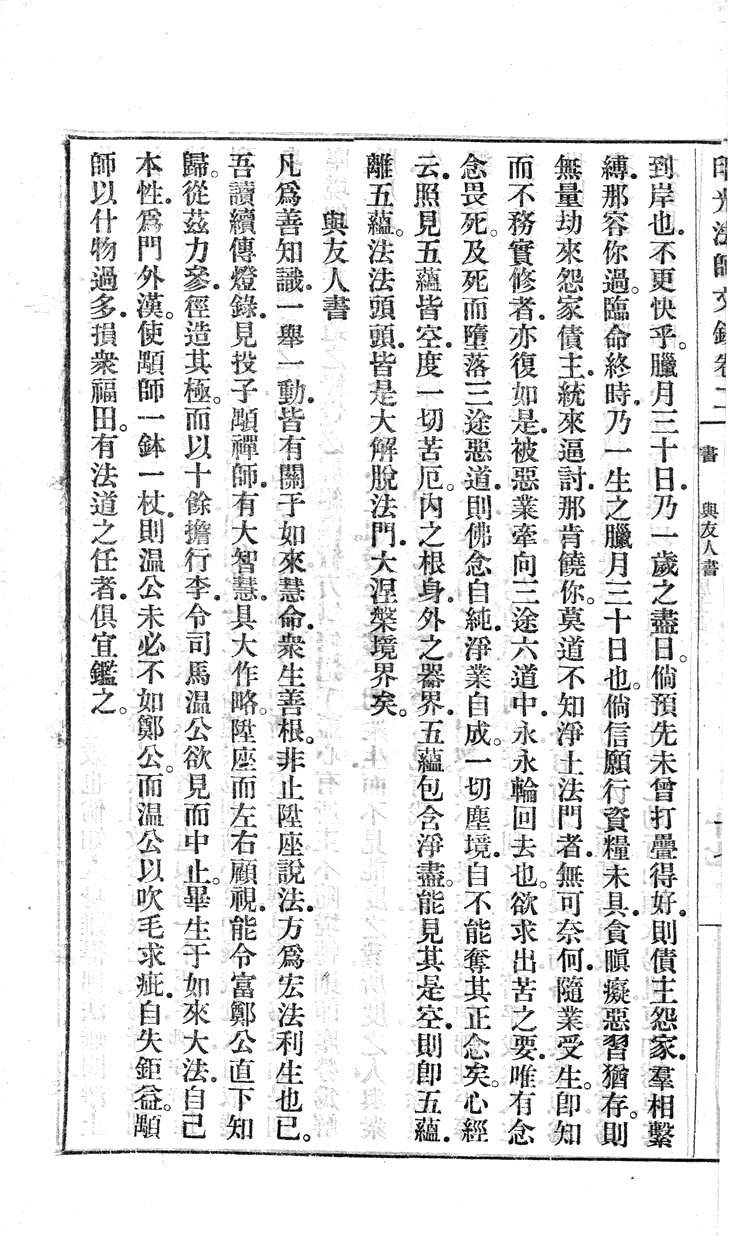 印光法師文鈔卷二 書 與友人書
到岸也．不更快乎。臘月三十日．乃一歲之盡日。倘預先未曾打疊得好．則債主怨家．羣相繫
縛．那容你過。臨命終時．乃一生之臘月三十日也。倘信願行資糧未具．貪瞋癡惡習猶存．則
無量劫來怨家債主．統來逼討．那肯饒你。莫道不知淨土法門者．無可奈何．隨業受生。卽知
而不務實修者．亦復如是．被惡業牽向三途六道中．永永輪回去也。欲求出苦之要．唯有念
念畏死．及死而墮落三途惡道．則佛念自純．淨業自成。一切塵境．自不能奪其正念矣。心經
云．照見五蘊皆空．度一切苦厄。內之根身．外之器界．五蘊包含淨盡。能見其是空．則卽五蘊．
離五蘊。法法頭頭．皆是大解脫法門．大涅槃境界矣。
與友人書
凡爲善知識．一舉一動．皆有關于如來慧命．衆生善根。非止陞座說法．方爲宏法利生也已。
吾讀續傳燈錄．見投子顒禪師．有大智慧．具大作略。陞座而左右顧視．能令富鄭公直下知
歸。從茲力參．徑造其極。而以十餘擔行李．令司馬温公欲見而中止。畢生于如來大法．自己
本性．爲門外漢。使顒師一鉢一杖．則温公未必不如鄭公。而温公以吹毛求疵．自失鉅益。顒
師以什物過多．損衆福田。有法道之任者．俱宜鑑之。